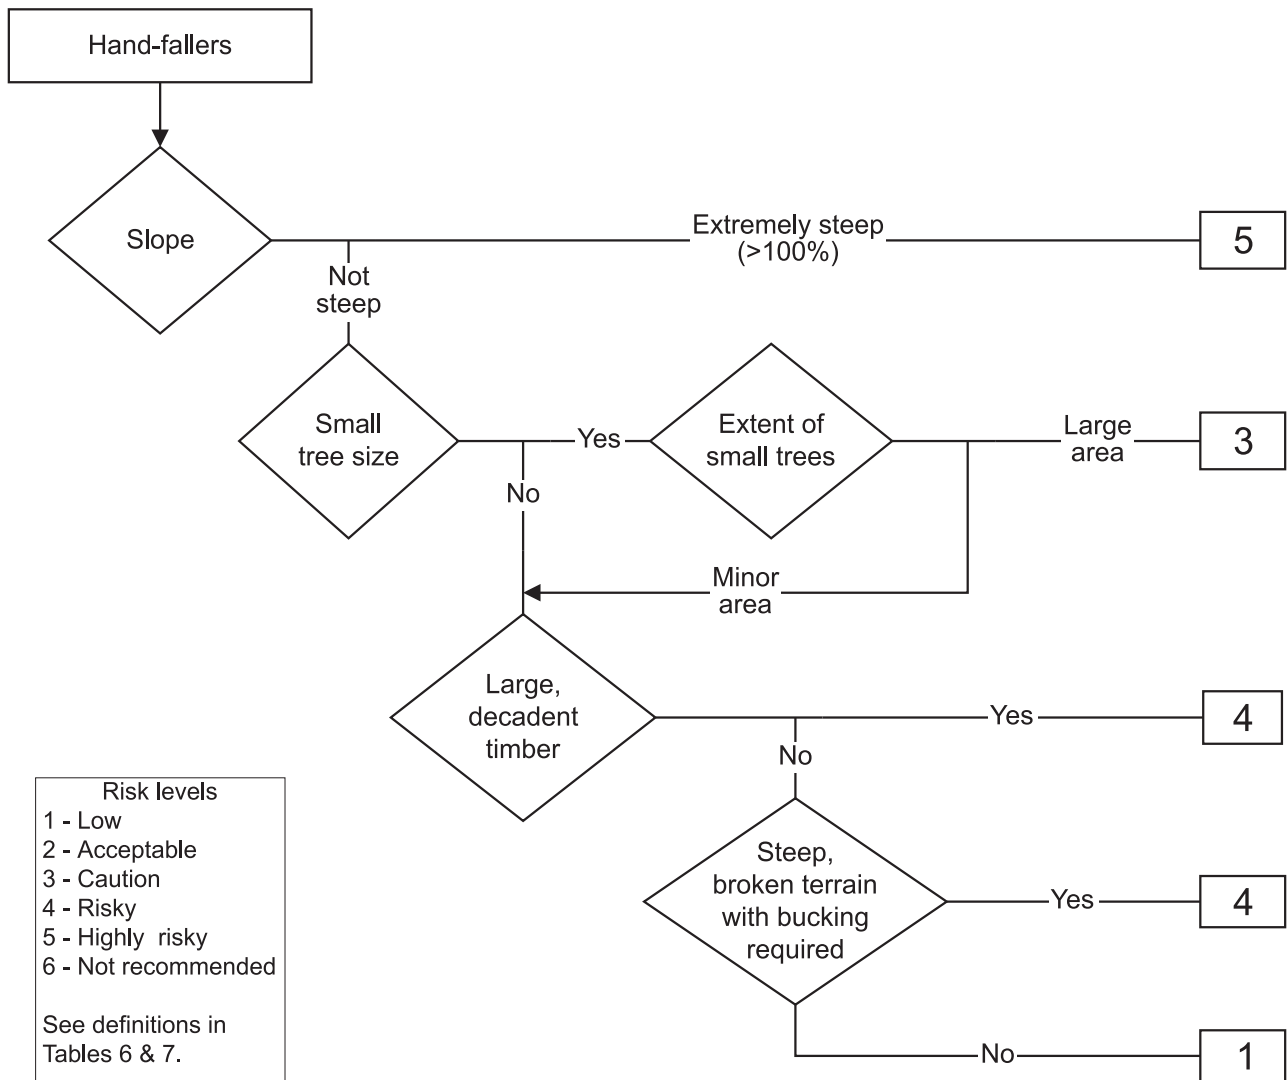 Hand-fallers
Slope
Extremely steep
(>100%)
5
Not
steep
Small
tree size
Yes
Extent of
small trees
Large
area
3
No
Minor
area
Large,
decadent
timber
Yes
4
No
Steep,
broken terrain
with bucking
required
Yes
4
No
1
Risk levels
1 - Low
2 - Acceptable
3 - Caution
4 - Risky
5 - Highly risky
6 - Not recommended
See definitions in
Tables 6 & 7.